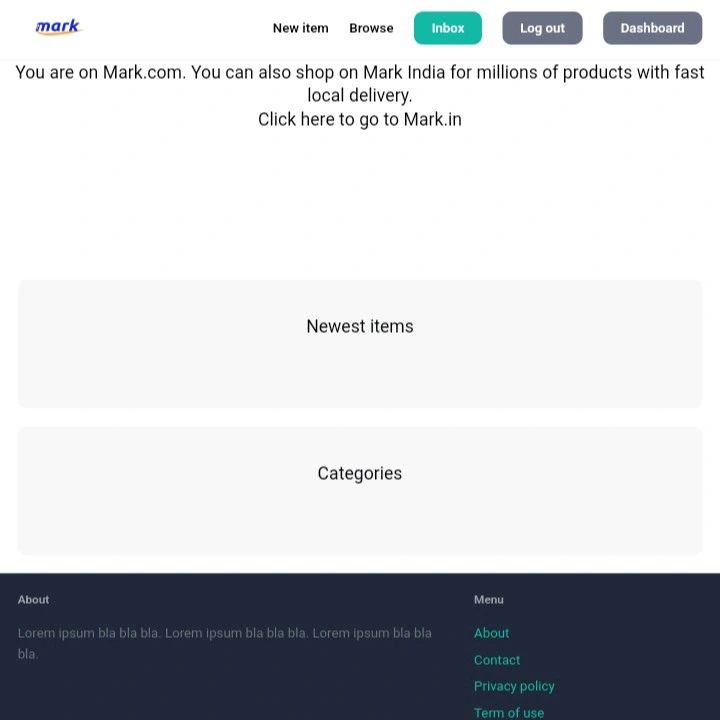 mark
New item
Browse
Inbox
Log out
Dashboard
You are on Mark.com. You can also shop on Mark India for millions of products with fast
local delivery.
Click here to go to Mark.in
Newest items
Categories
About
Lorem ipsum bla bla bla. Lorem ipsum bla bla bla. Lorem ipsum bla bla
bla.
Menu
About
Contact
Privacy policy
Term of use